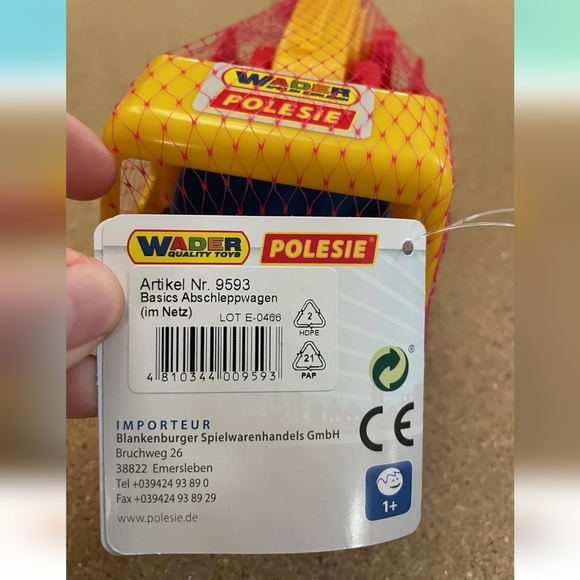 WADER
POLESIE
WADER
QUALITY TOYS
POLESIE®
Artikel Nr. 9593
Basics Abschleppwagen
(im Netz)
LOT E-0466
2
HDPE
21
PAP
4 810344 009593
®
CE
IMPORTEUR
Blankenburger Spielwarenhandels GmbH
Bruchweg 26
38822 Emersleben
Tel +039424 93 89 0
Fax +039424 93 89 29
www.polesie.de
1+